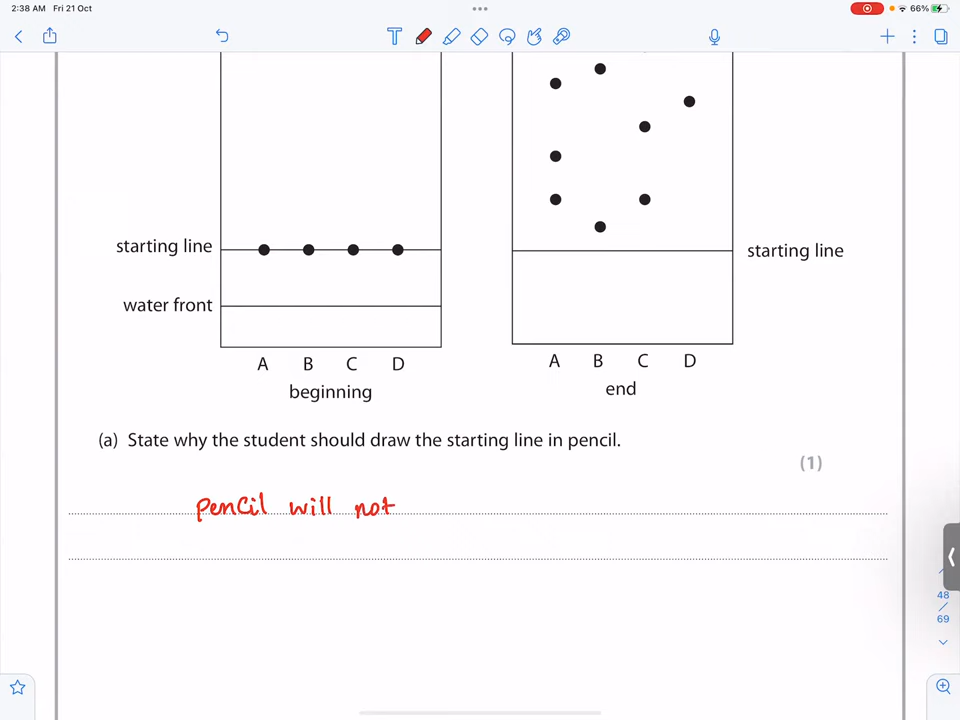 2:38 AM Fri 21 Oct
66%
starting line
starting line
water front
A B C D
A B C D
beginning
end
(a) State why the student should draw the starting line in pencil.
(1)
pencil will not
48
/
69